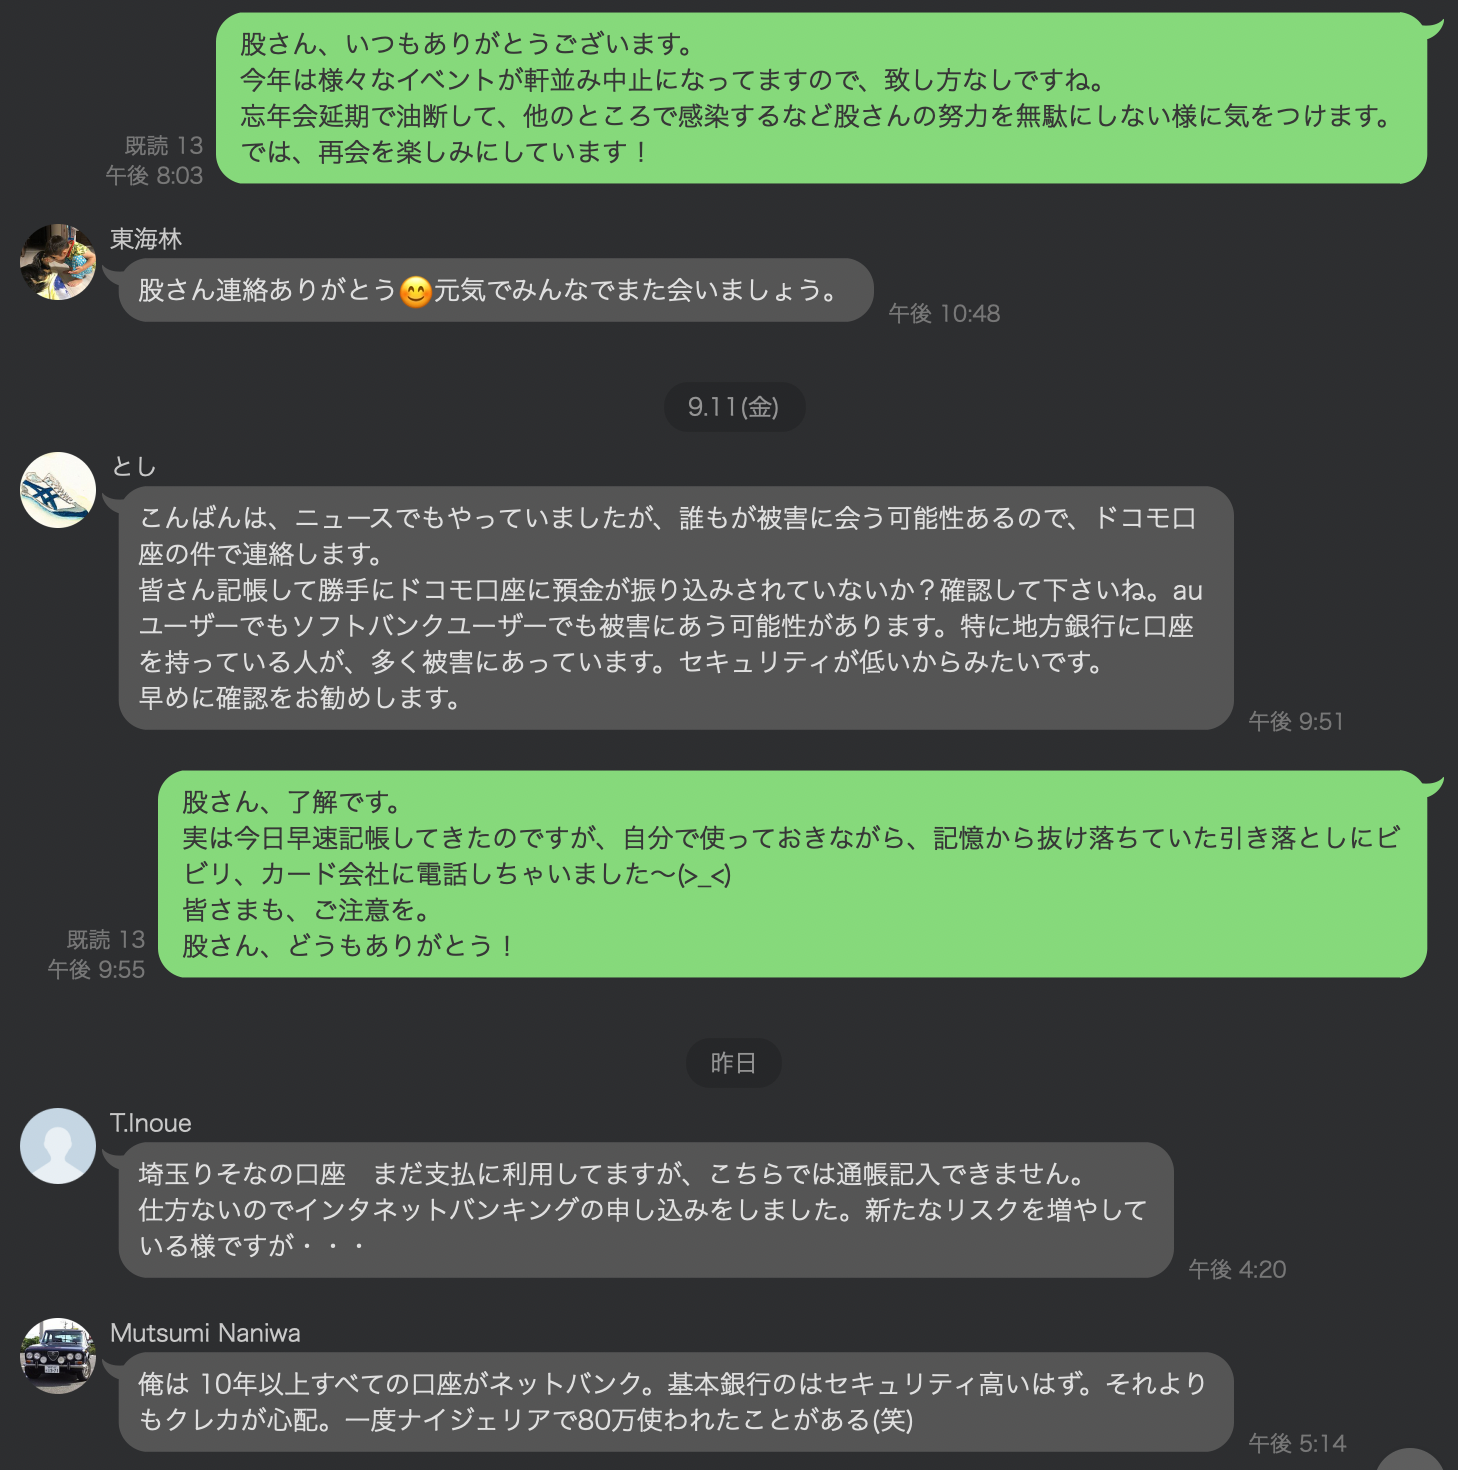 股さん、いつもありがとうございます。
今年は様々なイベントが軒並み中止になってますので、致し方なしですね。
忘年会延期で油断して、他のところで感染するなど股さんの努力を無駄にしない様に気をつけます。
では、再会を楽しみにしています！
既読 13
午後 8:03
東海林
股さん連絡ありがとう😊元気でみんなでまた会いましょう。
午後 10:48
9.11(金)
とし
こんばんは、ニュースでもやっていましたが、誰もが被害に会う可能性あるので、ドコモ口
座の件で連絡します。
皆さん記帳して勝手にドコモ口座に預金が振り込みされていないか？確認して下さいね。au
ユーザーでもソフトバンクユーザーでも被害にあう可能性があります。特に地方銀行に口座
を持っている人が、多く被害にあっています。セキュリティが低いからみたいです。
早めに確認をお勧めします。
午後 9:51
股さん、了解です。
実は今日早速記帳してきたのですが、自分で使っておきながら、記憶から抜け落ちていた引き落としにビ
ビリ、カード会社に電話しちゃいました〜(>_<)
皆さまも、ご注意を。
股さん、どうもありがとう！
既読 13
午後 9:55
昨日
T.Inoue
埼玉りそなの口座　まだ支払に利用してますが、こちらでは通帳記入できません。
仕方ないのでインタネットバンキングの申し込みをしました。新たなリスクを増やして
いる様ですが・・・
午後 4:20
Mutsumi Naniwa
俺は 10年以上すべての口座がネットバンク。基本銀行のはセキュリティ高いはず。それより
もクレカが心配。一度ナイジェリアで80万使われたことがある(笑)
午後 5:14